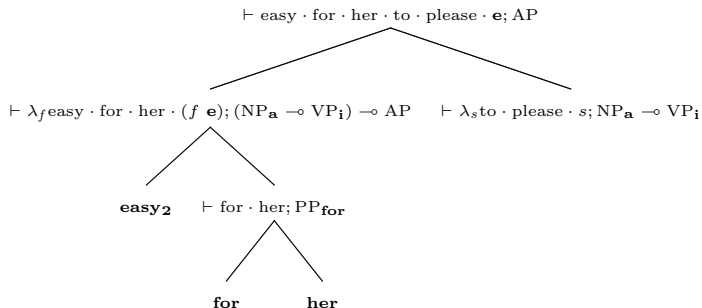 ⊢ easy · for · her · to · please · e; AP
⊢ λ_f easy · for · her · (f e); (NP_a ⊸ VP_i) ⊸ AP ⊢ λ_s to · please · s; NP_a ⊸ VP_i
easy_2 ⊢ for · her; PP_for
for her